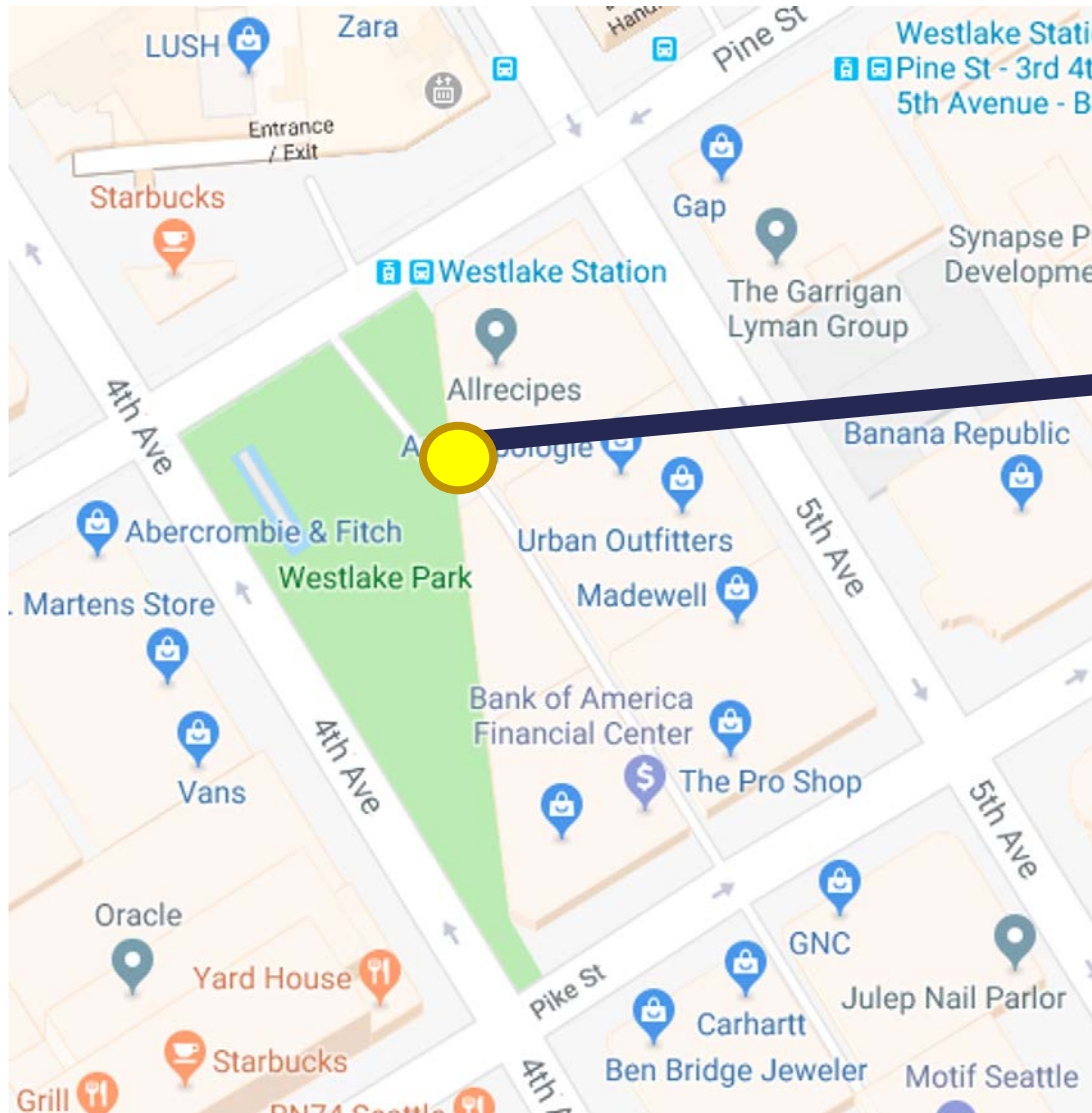 LUSH
Zara
Pine St
Westlake Stati
Pine St - 3rd 4t
5th Avenue - B
Entrance
/ Exit
Starbucks
Gap
Synapse P
Developme
Westlake Station
The Garrigan
Lyman Group
Allrecipes
4th Ave
Banana Republic
Abercrombie & Fitch
Urban Outfitters
5th Ave
Westlake Park
Madewell
. Martens Store
Bank of America
Financial Center
4th Ave
Vans
The Pro Shop
5th Ave
Oracle
GNC
Yard House
Pike St
Julep Nail Parlor
Carhartt
Starbucks
Ben Bridge Jeweler
Motif Seattle
4th A
Grill